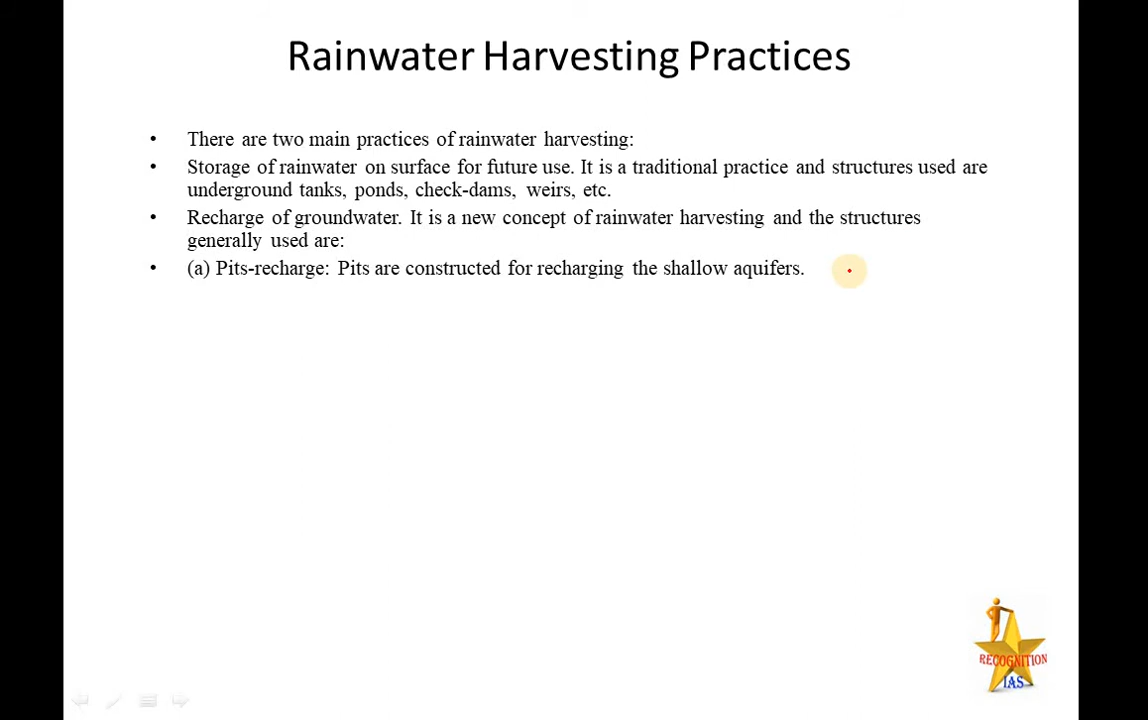 Rainwater Harvesting Practices
• There are two main practices of rainwater harvesting:
• Storage of rainwater on surface for future use. It is a traditional practice and structures used are
underground tanks, ponds, check-dams, weirs, etc.
• Recharge of groundwater. It is a new concept of rainwater harvesting and the structures
generally used are:
• (a) Pits-recharge: Pits are constructed for recharging the shallow aquifers.
RECOGNITION
IAS